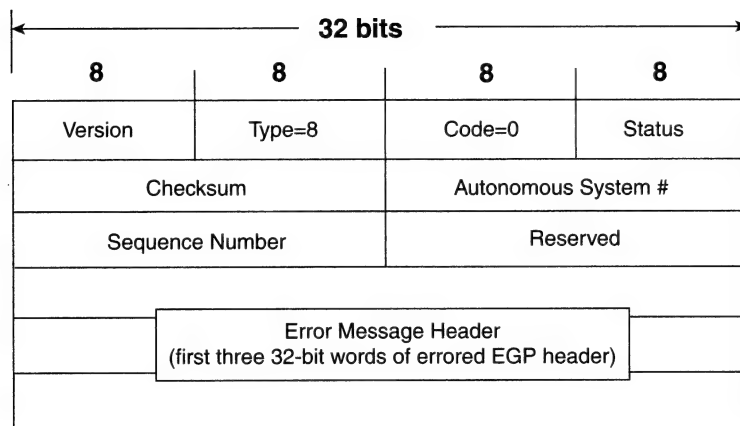 32 bits
8 8 8 8
Version Type=8 Code=0 Status
Checksum Autonomous System #
Sequence Number Reserved
Error Message Header
(first three 32-bit words of errored EGP header)